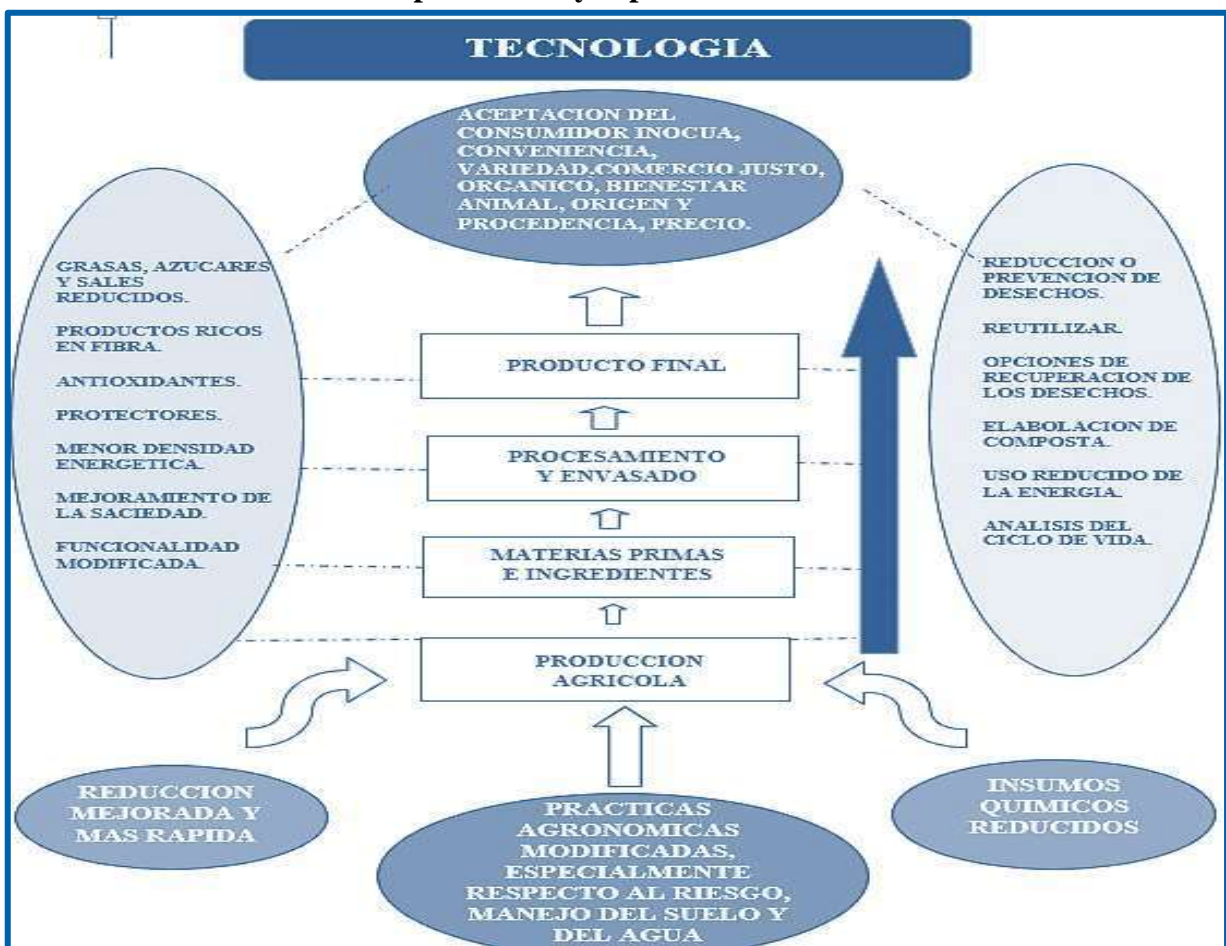 TECNOLOGIA
ACEPTACION DEL
CONSUMIDOR INOCUA,
CONVENIENCIA,
VARIEDAD.COMERCIO JUSTO,
ORGANICO, BIENESTAR
ANIMAL, ORIGEN Y
PROCEDENCIA, PRECIO.
GRASAS, AZUCARES
Y SALES
REDUCIDOS.
PRODUCTOS RICOS
EN FIBRA.
ANTIOXIDANTES.
PROTECTORES.
MENOR DENSIDAD
ENERGETICA.
MEJORAMIENTO DE
LA SACIEDAD.
FUNCIONALIDAD
MODIFICADA.
PRODUCTO FINAL
PROCESAMIENTO
Y ENVASADO
MATERIAS PRIMAS
E INGREDIENTES
PRODUCCION
AGRICOLA
REDUCCION O
PREVENCION DE
DESECHOS.
REUTILIZAR.
OPCIONES DE
RECUPERACION DE
LOS DESECHOS.
ELABOLACION DE
COMPOSTA.
USO REDUCIDO DE
LA ENERGIA.
ANALISIS DEL
CICLO DE VIDA.
REDUCCION
MEJORADA Y
MAS RAPIDA
PRACTICAS
AGRONOMICAS
MODIFICADAS,
ESPECIALMENTE
RESPECTO AL RIESGO,
MANEJO DEL SUELO Y
DEL AGUA
INSUMOS
QUIMICOS
REDUCIDOS